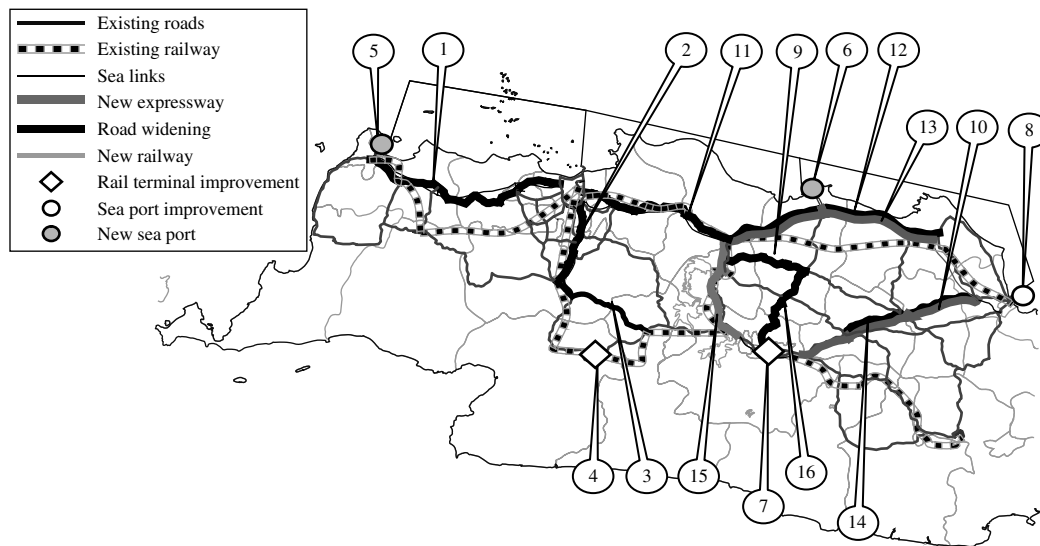 Existing roads
Existing railway
Sea links
New expressway
Road widening
New railway
Rail terminal improvement
Sea port improvement
New sea port
5
1
2
11
9
6
12
13
10
8
4
3
15
7
16
14